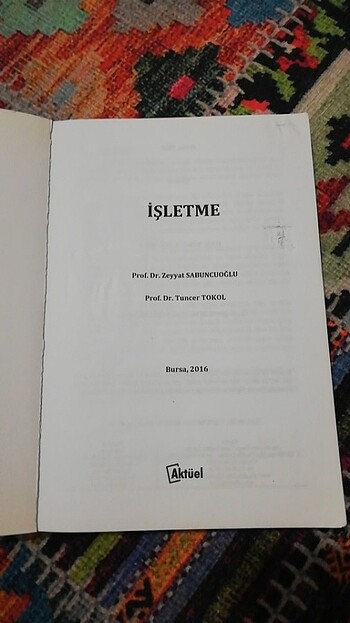 İŞLETME
Prof. Dr. Zeyyat SABUNCUOĞLU
Prof. Dr. Tuncer TOKOL
Bursa, 2016
Aktüel